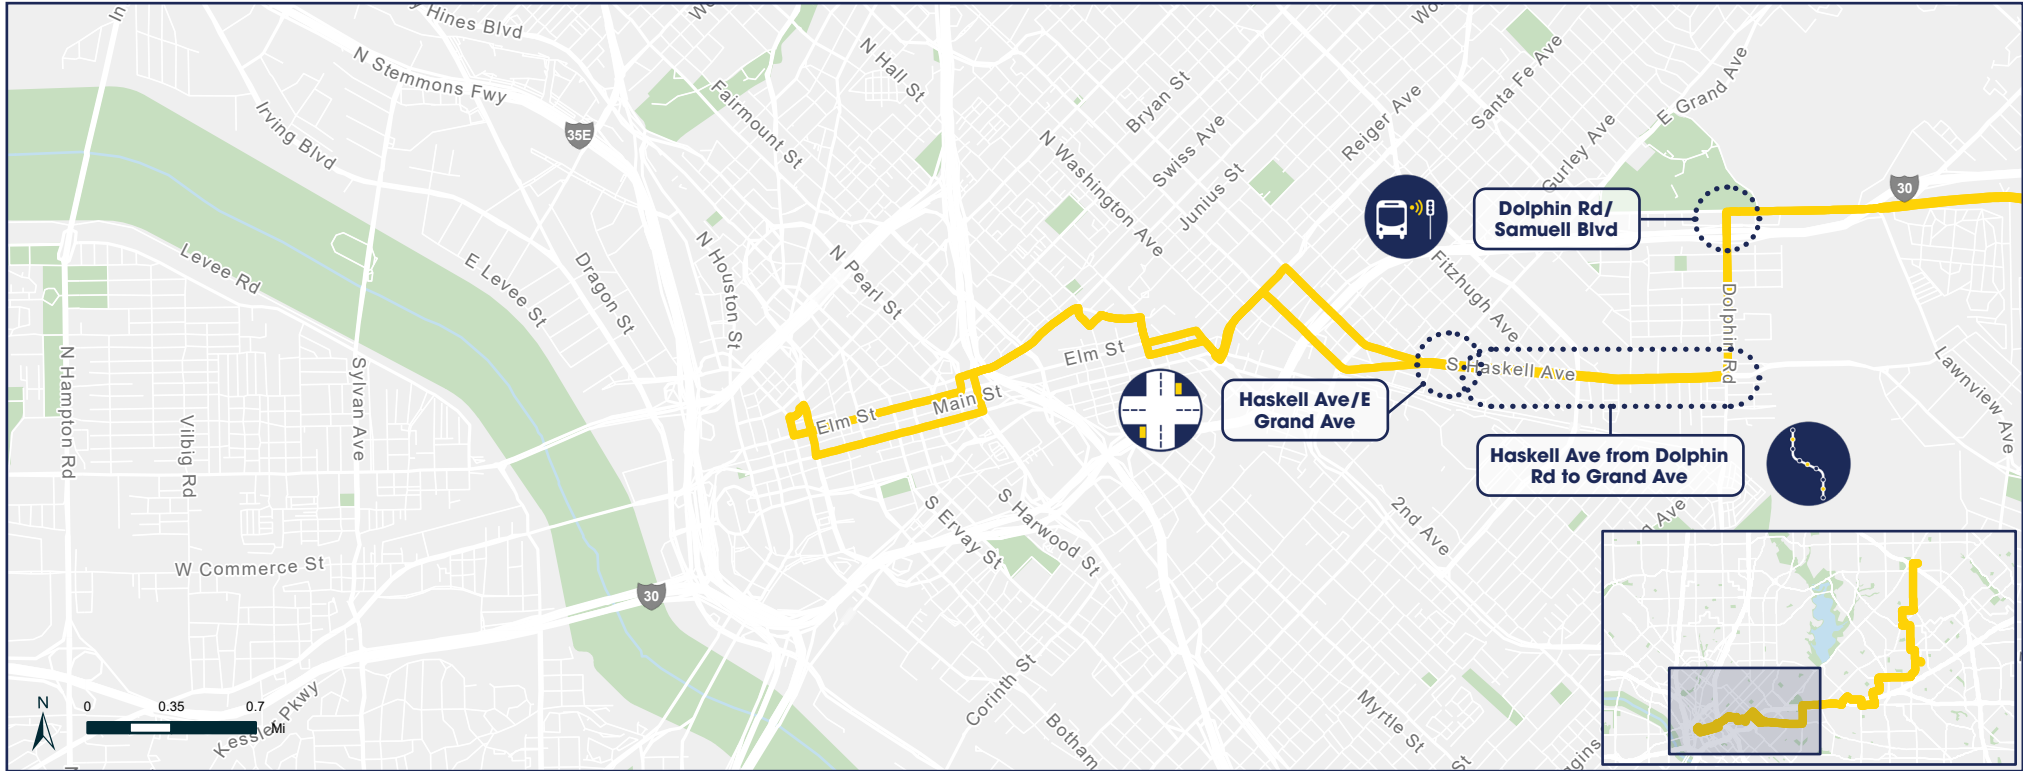 y Hines Blvd
N Stemmons Fwy
35E
Irving Blvd
Fairmount St
N Hall St
Bryan St
Swiss Ave
N Washington Ave
Junius St
Reiger Ave
Santa Fe Ave
E Grand Ave
Gurley Ave
30
Dolphin Rd/
Samuell Blvd
Levee Rd
E Levee St
Dragon St
N Houston St
N Pearl St
Fitzhugh Ave
Dolphin Rd
N Hampton Rd
Vilbig Rd
Sylvan Ave
Elm St
Main St
Elm St
S Haskell Ave
Lawnview Ave
Haskell Ave/E
Grand Ave
Haskell Ave from Dolphin
Rd to Grand Ave
S Ervay St
S Harwood St
2nd Ave
g Ave
W Commerce St
30
Corinth St
Botham
Myrtle St
St
ggins
Kessler Pkwy
N
0 0.35 0.7
Mi